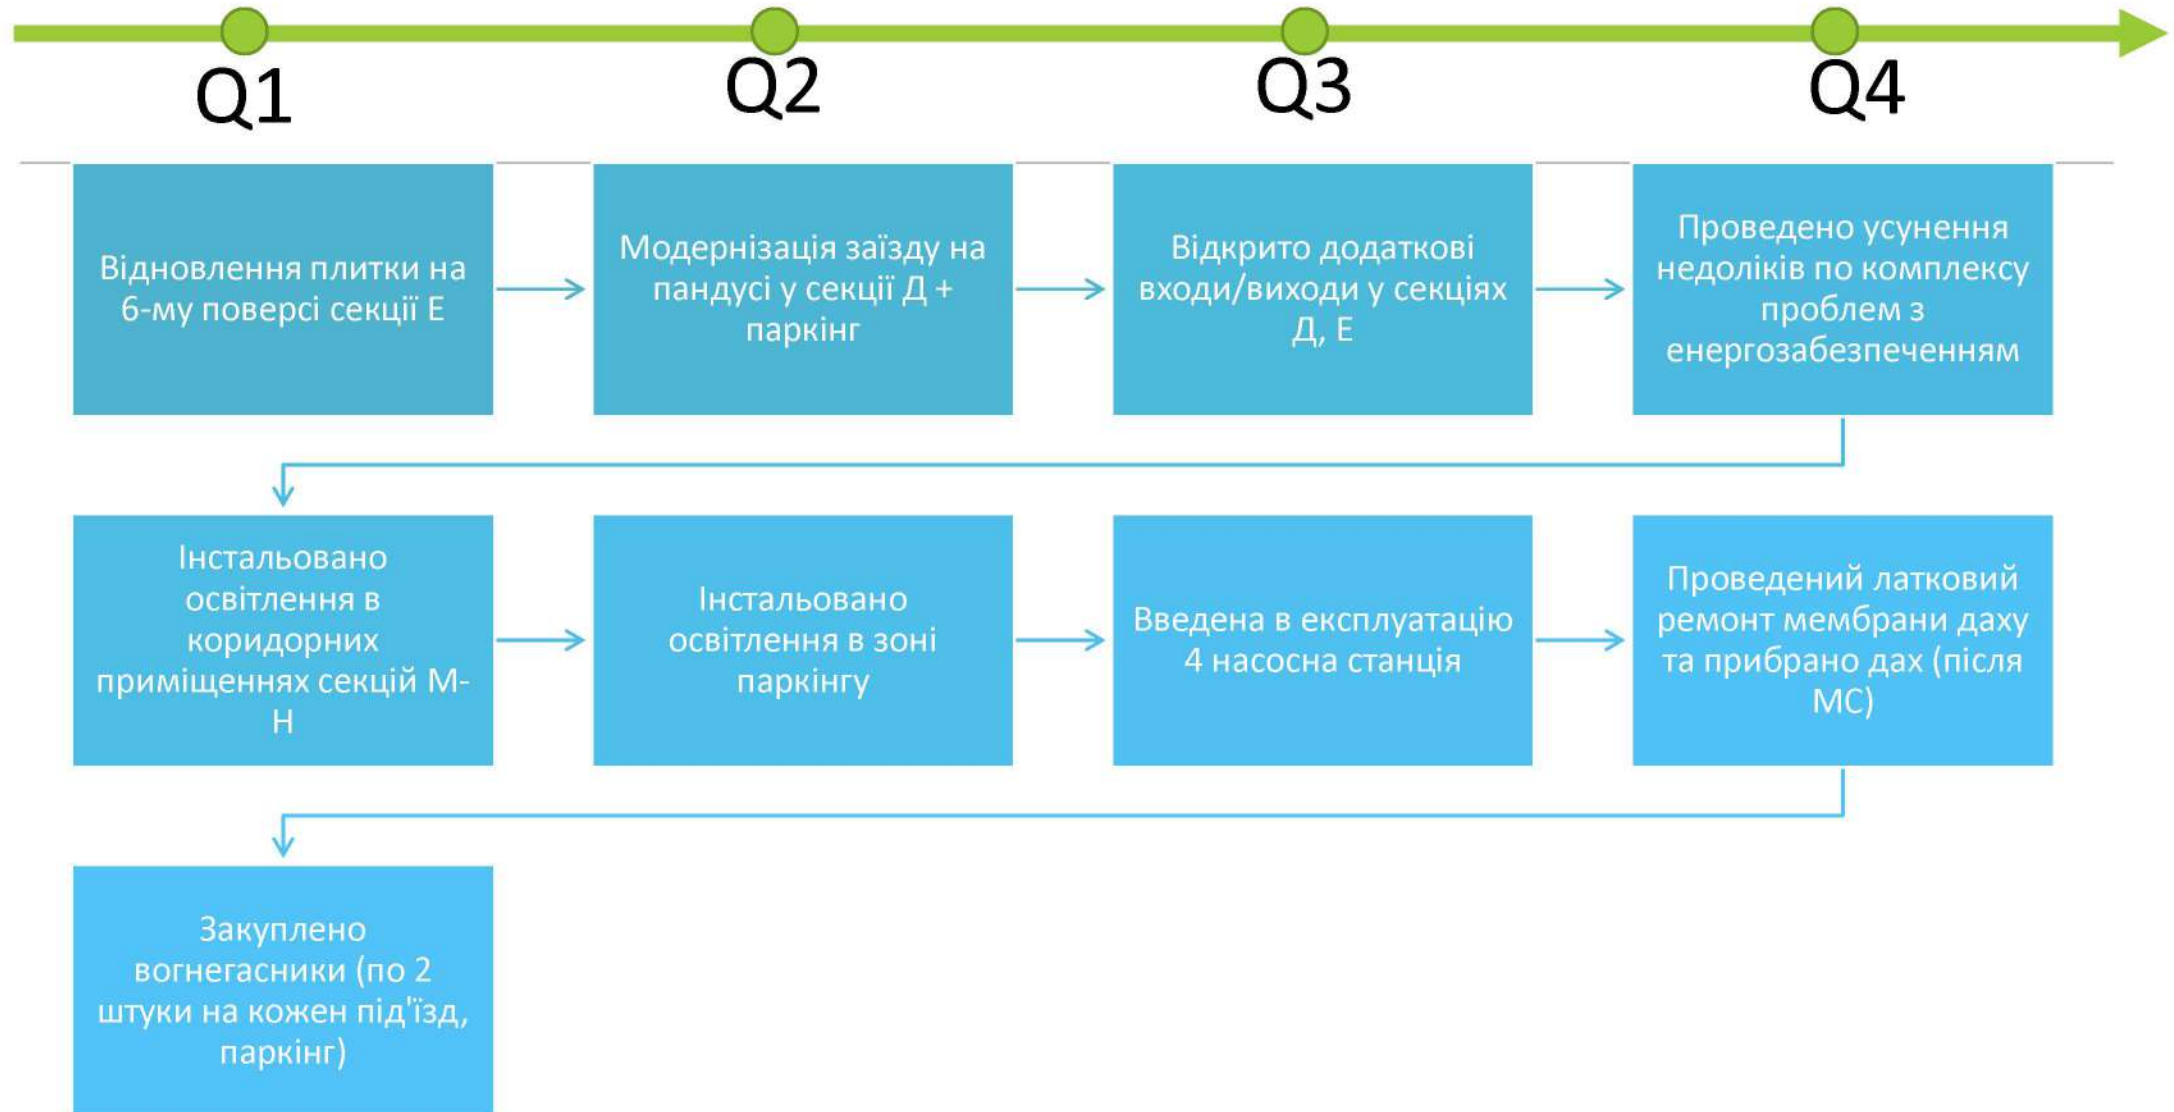 Q1
Q2
Q3
Q4
Відновлення плитки на
6-му поверсі секції Е
Модернізація заїзду на
пандусі у секції Д +
паркінг
Відкрито додаткові
входи/виходи у секціях
Д, Е
Проведено усунення
недоліків по комплексу
проблем з
енергозабезпеченням
Інстальовано
освітлення в
коридорних
приміщеннях секцій М-
Н
Інстальовано
освітлення в зоні
паркінгу
Введена в експлуатацію
4 насосна станція
Проведений латковий
ремонт мембрани даху
та прибрано дах (після
МС)
Закуплено
вогнегасники (по 2
штуки на кожен під'їзд,
паркінг)